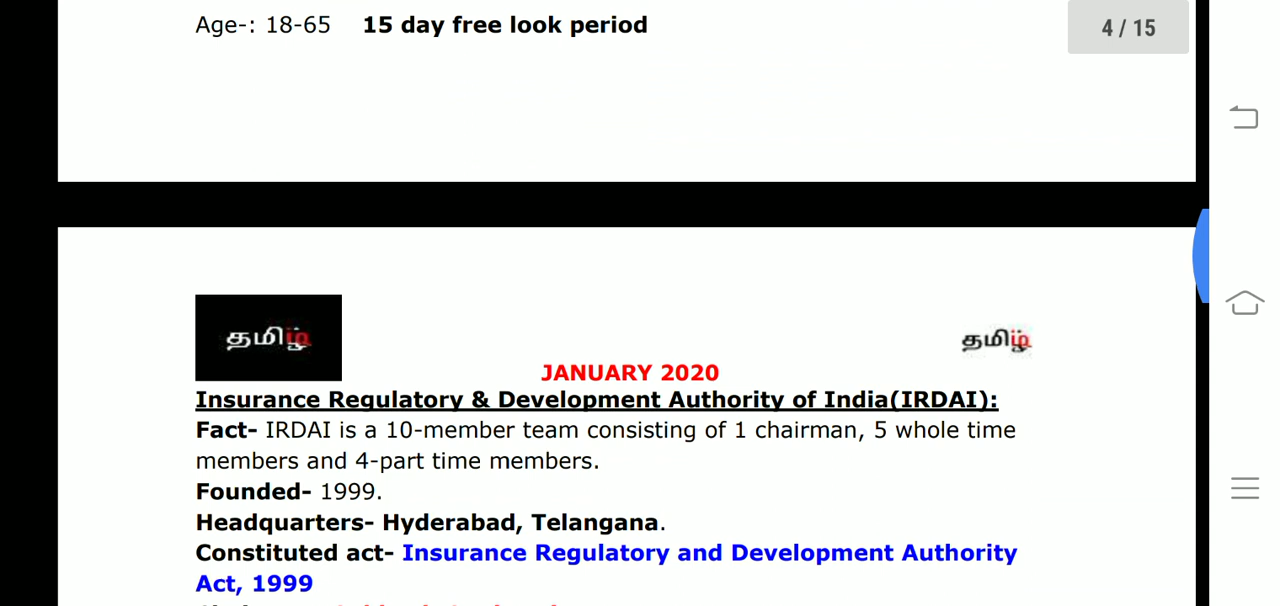 Age-: 18-65 15 day free look period
4 / 15
தமிழ்
தமிழ்
JANUARY 2020
Insurance Regulatory & Development Authority of India(IRDAI):
Fact- IRDAI is a 10-member team consisting of 1 chairman, 5 whole time
members and 4-part time members.
Founded- 1999.
Headquarters- Hyderabad, Telangana.
Constituted act- Insurance Regulatory and Development Authority
Act, 1999